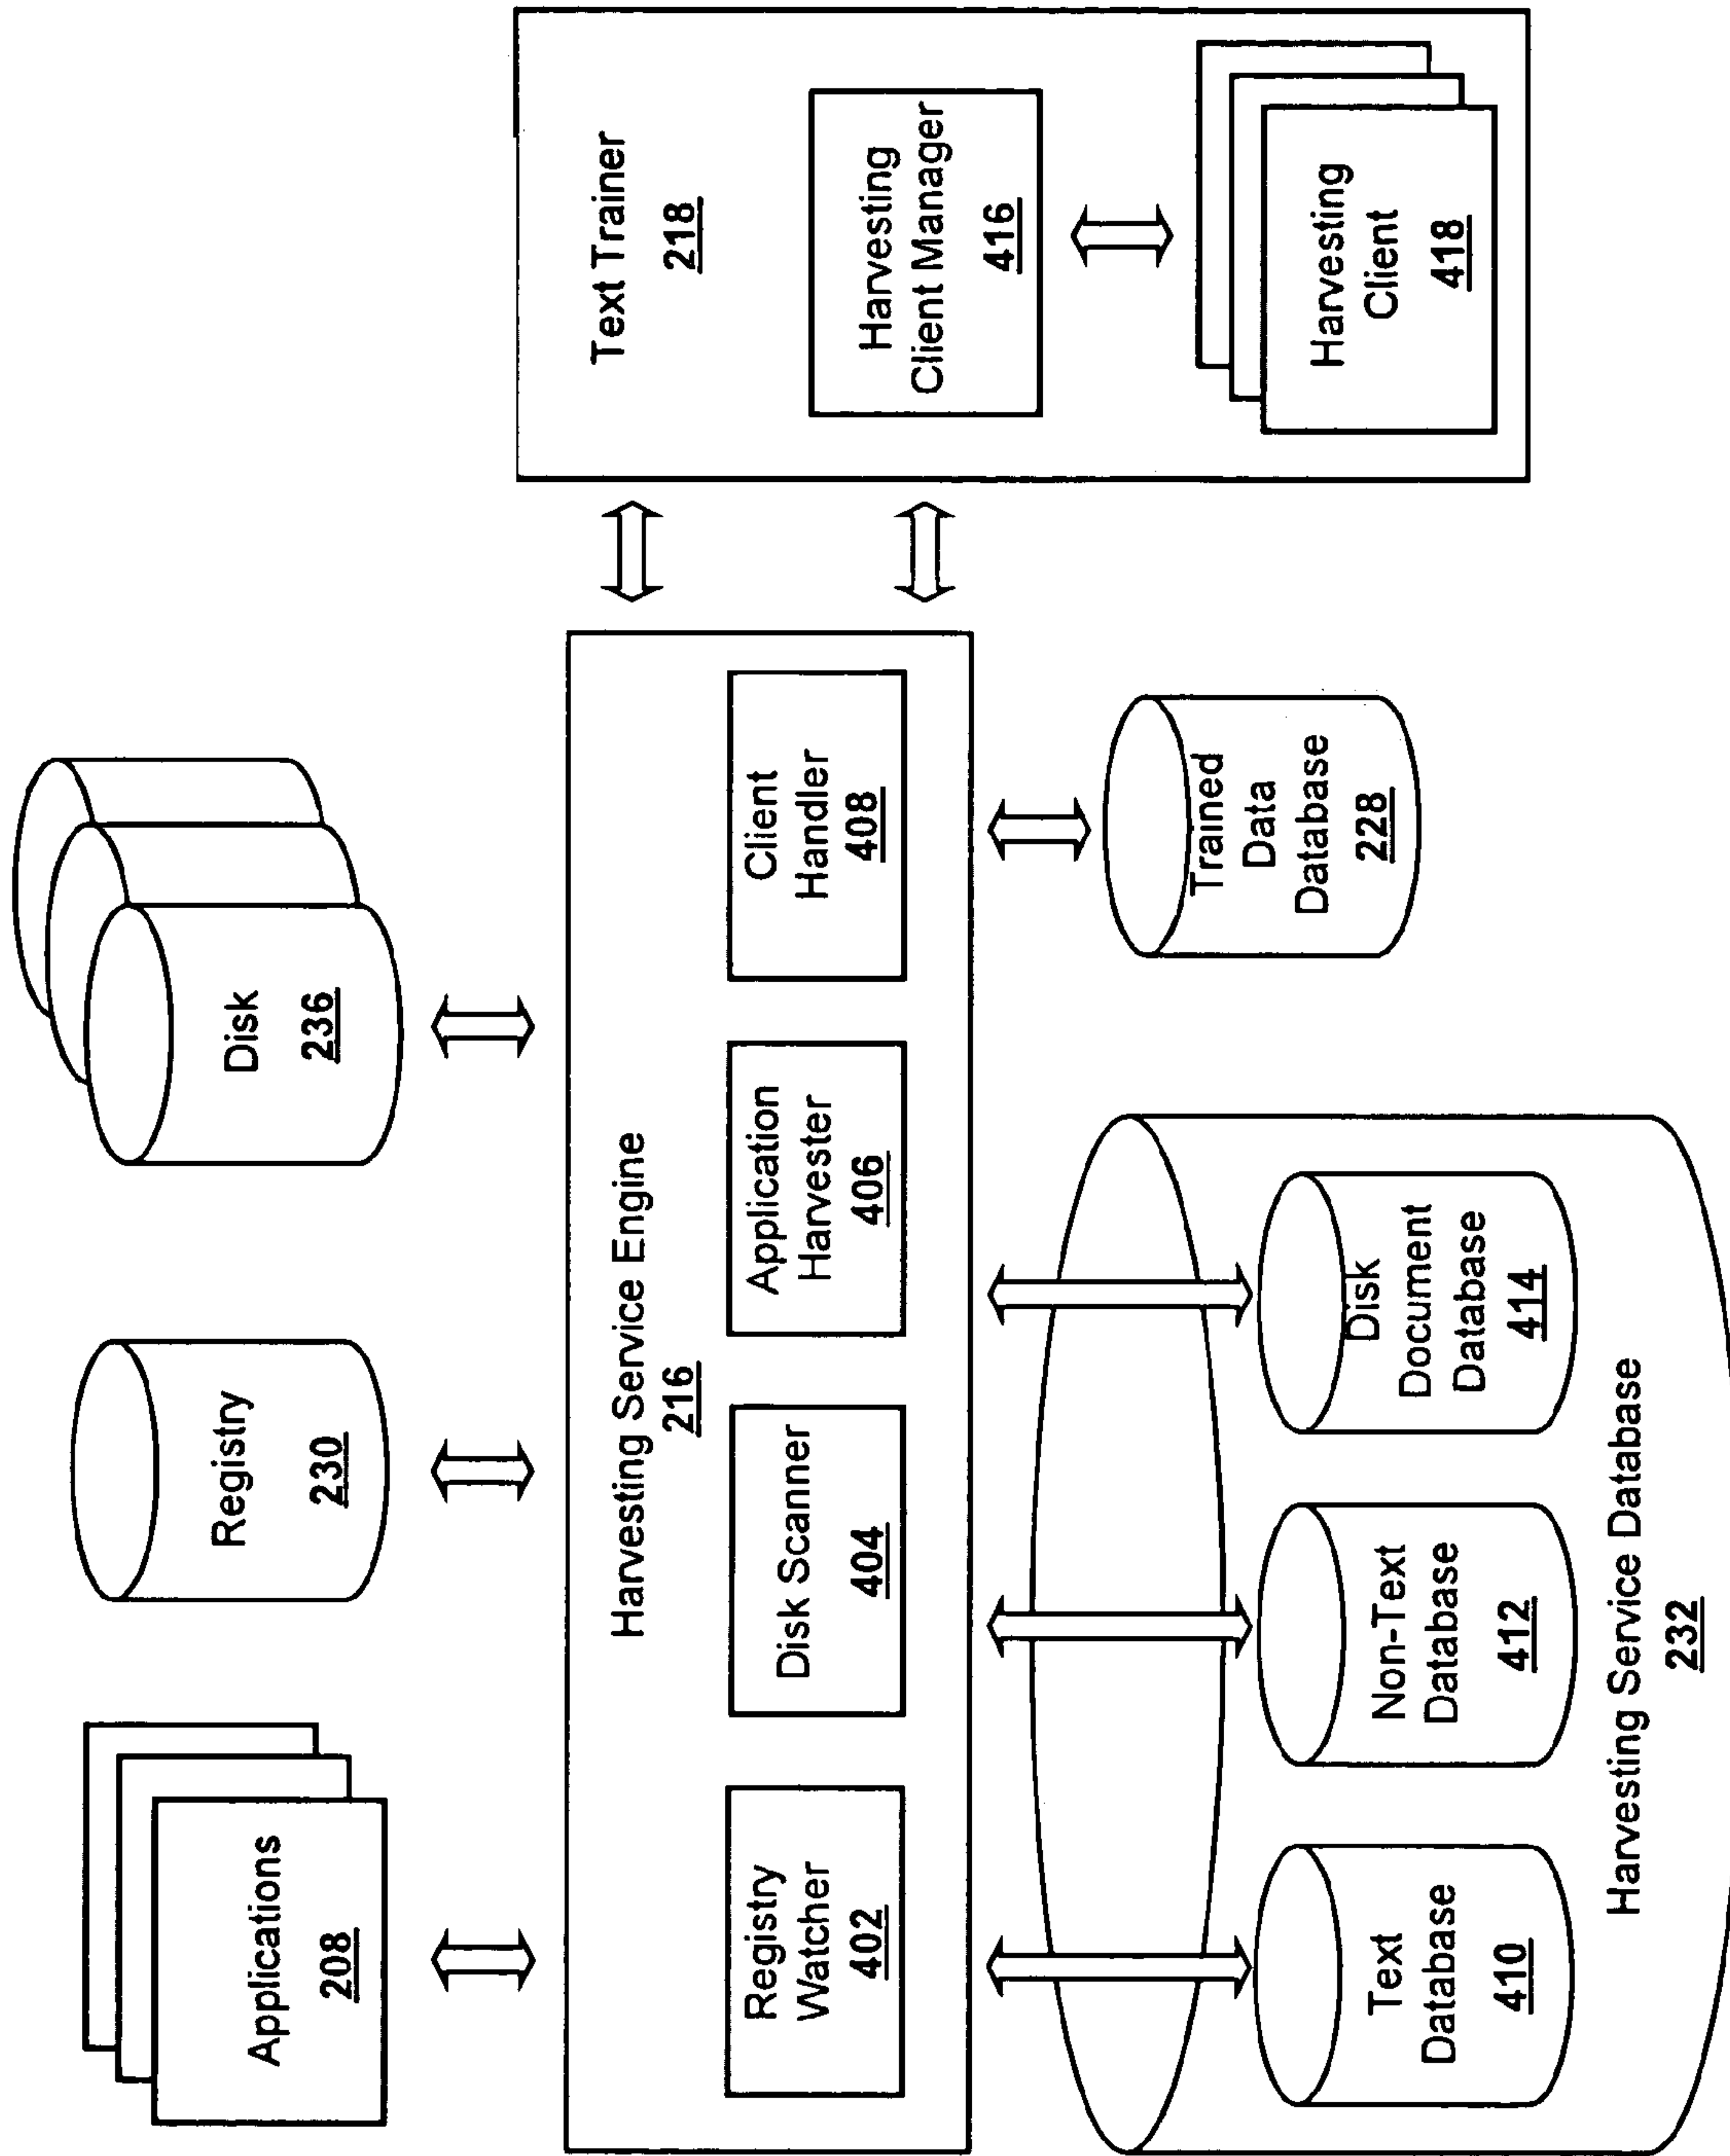 Applications
208
Registry
230
Disk
236
Harvesting Service Engine
216
Registry
Watcher
402
Disk Scanner
404
Application
Harvester
406
Client
Handler
408
Text Trainer
218
Harvesting
Client Manager
416
Harvesting
Client
418
Text
Database
410
Non-Text
Database
412
Disk
Document
Database
414
Harvesting Service Database
232
Trained
Data
Database
228